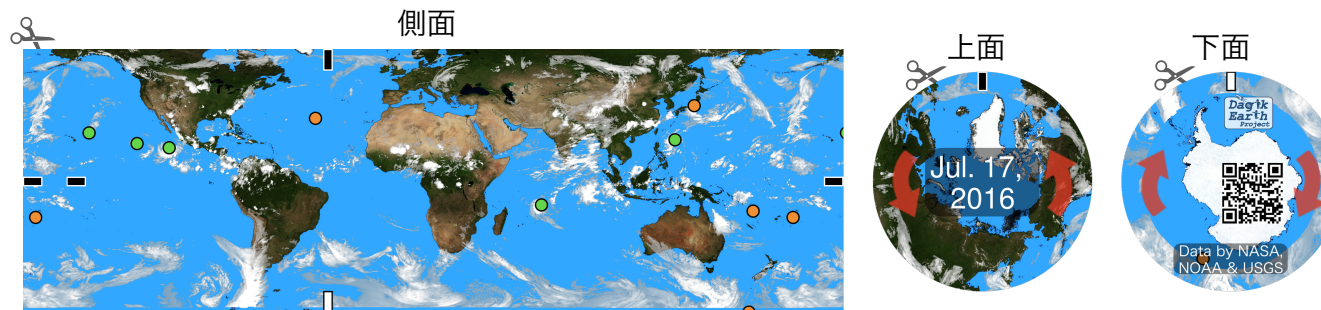 側面
上面
下面
Jul. 17,
2016
Dagik
Earth
Project
Data by NASA,
NOAA & USGS